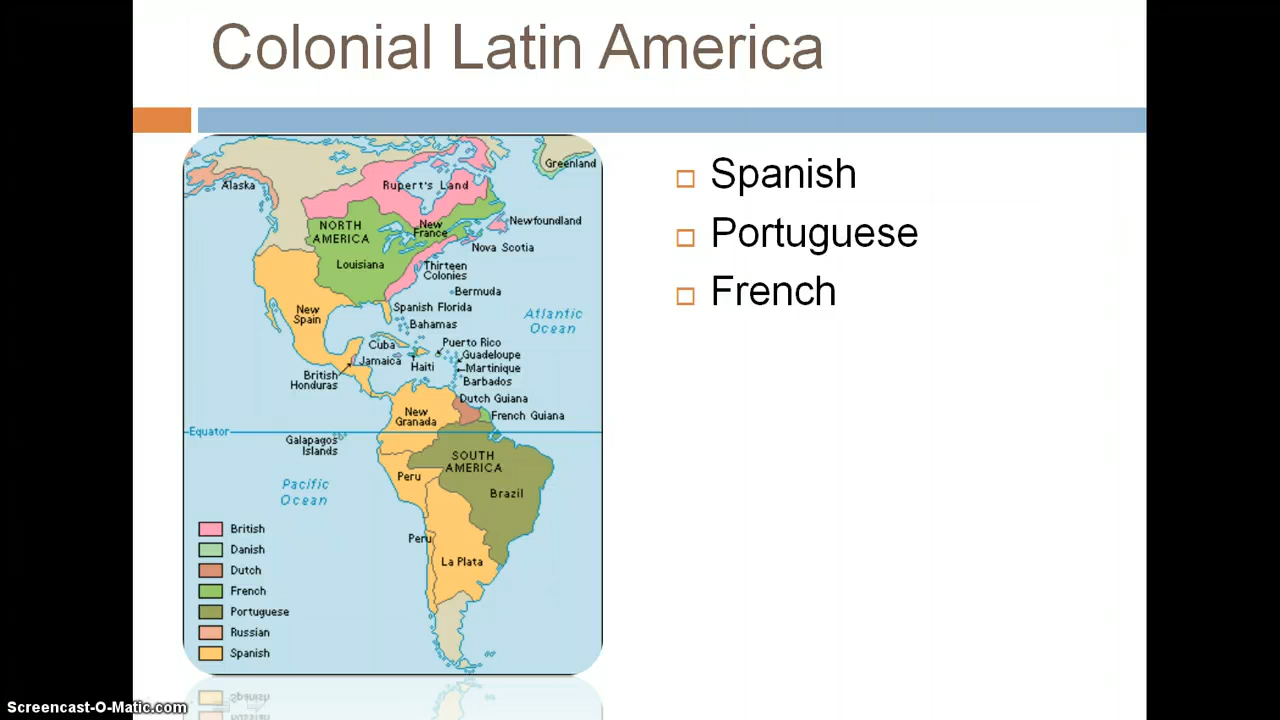 Colonial Latin America
Spanish
Portuguese
French
Greenland
Alaska
Rupert's Land
NORTH
AMERICA
New
France
Newfoundland
Nova Scotia
Louisiana
Thirteen
Colonies
Bermuda
New
Spain
Spanish Florida
Bahamas
Atlantic
Ocean
Cuba
Puerto Rico
Jamaica
Haiti
Guadeloupe
Martinique
Barbados
British
Honduras
Dutch Guiana
New
Granada
French Guiana
Equator
Galapagos
Islands
SOUTH
AMERICA
Peru
Brazil
Pacific
Ocean
Peru
La Plata
British
Danish
Dutch
French
Portuguese
Russian
Spanish
Spanish
Russian
Screencast-O-Matic.com